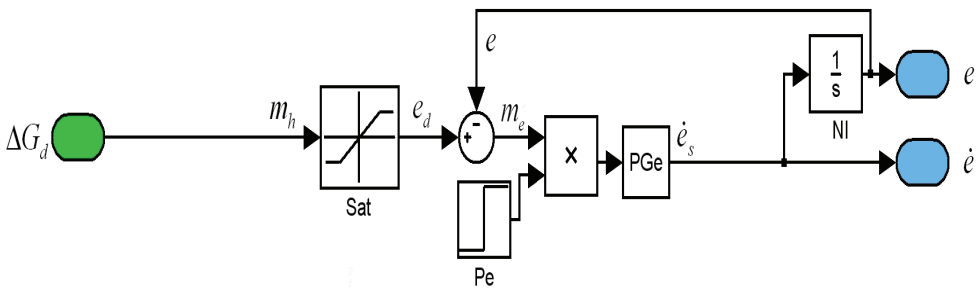 e
1
s
NI
e
ΔG_d
m_h
Sat
e_d
-
+
m_e
×
Pe
PGe
ė_s
ė